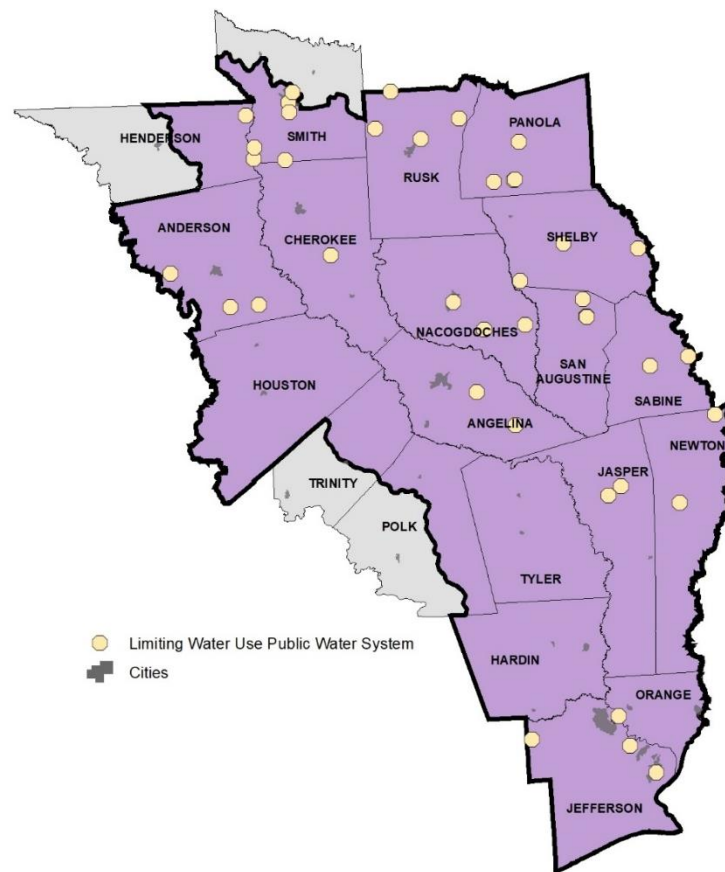 HENDERSON
SMITH
PANOLA
RUSK
ANDERSON
CHEROKEE
SHELBY
NACOGDOCHES
SAN
AUGUSTINE
HOUSTON
SABINE
ANGELINA
NEWTON
JASPER
TRINITY
POLK
TYLER
Limiting Water Use Public Water System
Cities
HARDIN
ORANGE
JEFFERSON